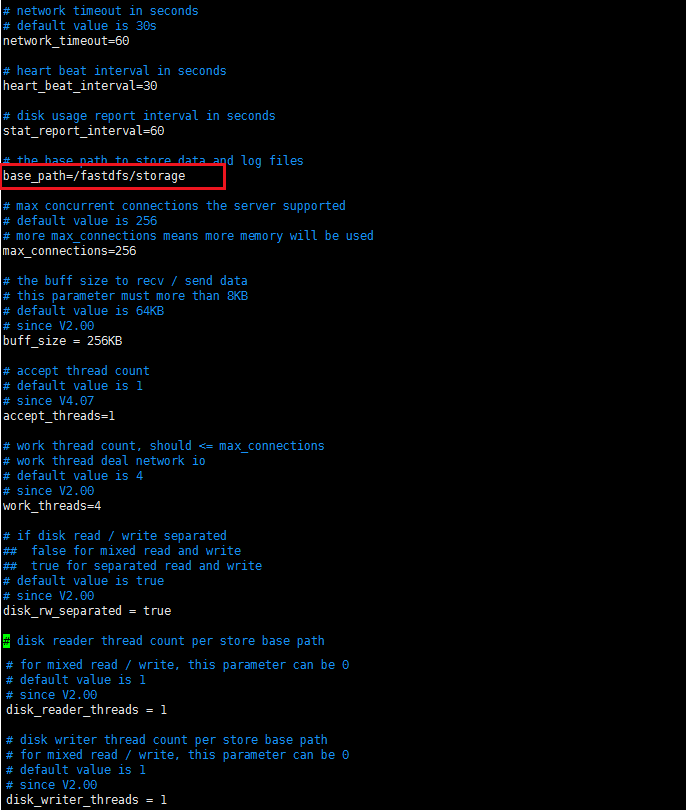 # network timeout in seconds
# default value is 30s
network_timeout=60
# heart beat interval in seconds
heart_beat_interval=30
# disk usage report interval in seconds
stat_report_interval=60
# the base path to store data and log files
base_path=/fastdfs/storage
# max concurrent connections the server supported
# default value is 256
# more max_connections means more memory will be used
max_connections=256
# the buff size to recv / send data
# this parameter must more than 8KB
# default value is 64KB
# since V2.00
buff_size = 256KB
# accept thread count
# default value is 1
# since V4.07
accept_threads=1
# work thread count, should <= max_connections
# work thread deal network io
# default value is 4
# since V2.00
work_threads=4
# if disk read / write separated
##  false for mixed read and write
##  true for separated read and write
# default value is true
# since V2.00
disk_rw_separated = true
# disk reader thread count per store base path
# for mixed read / write, this parameter can be 0
# default value is 1
# since V2.00
disk_reader_threads = 1
# disk writer thread count per store base path
# for mixed read / write, this parameter can be 0
# default value is 1
# since V2.00
disk_writer_threads = 1